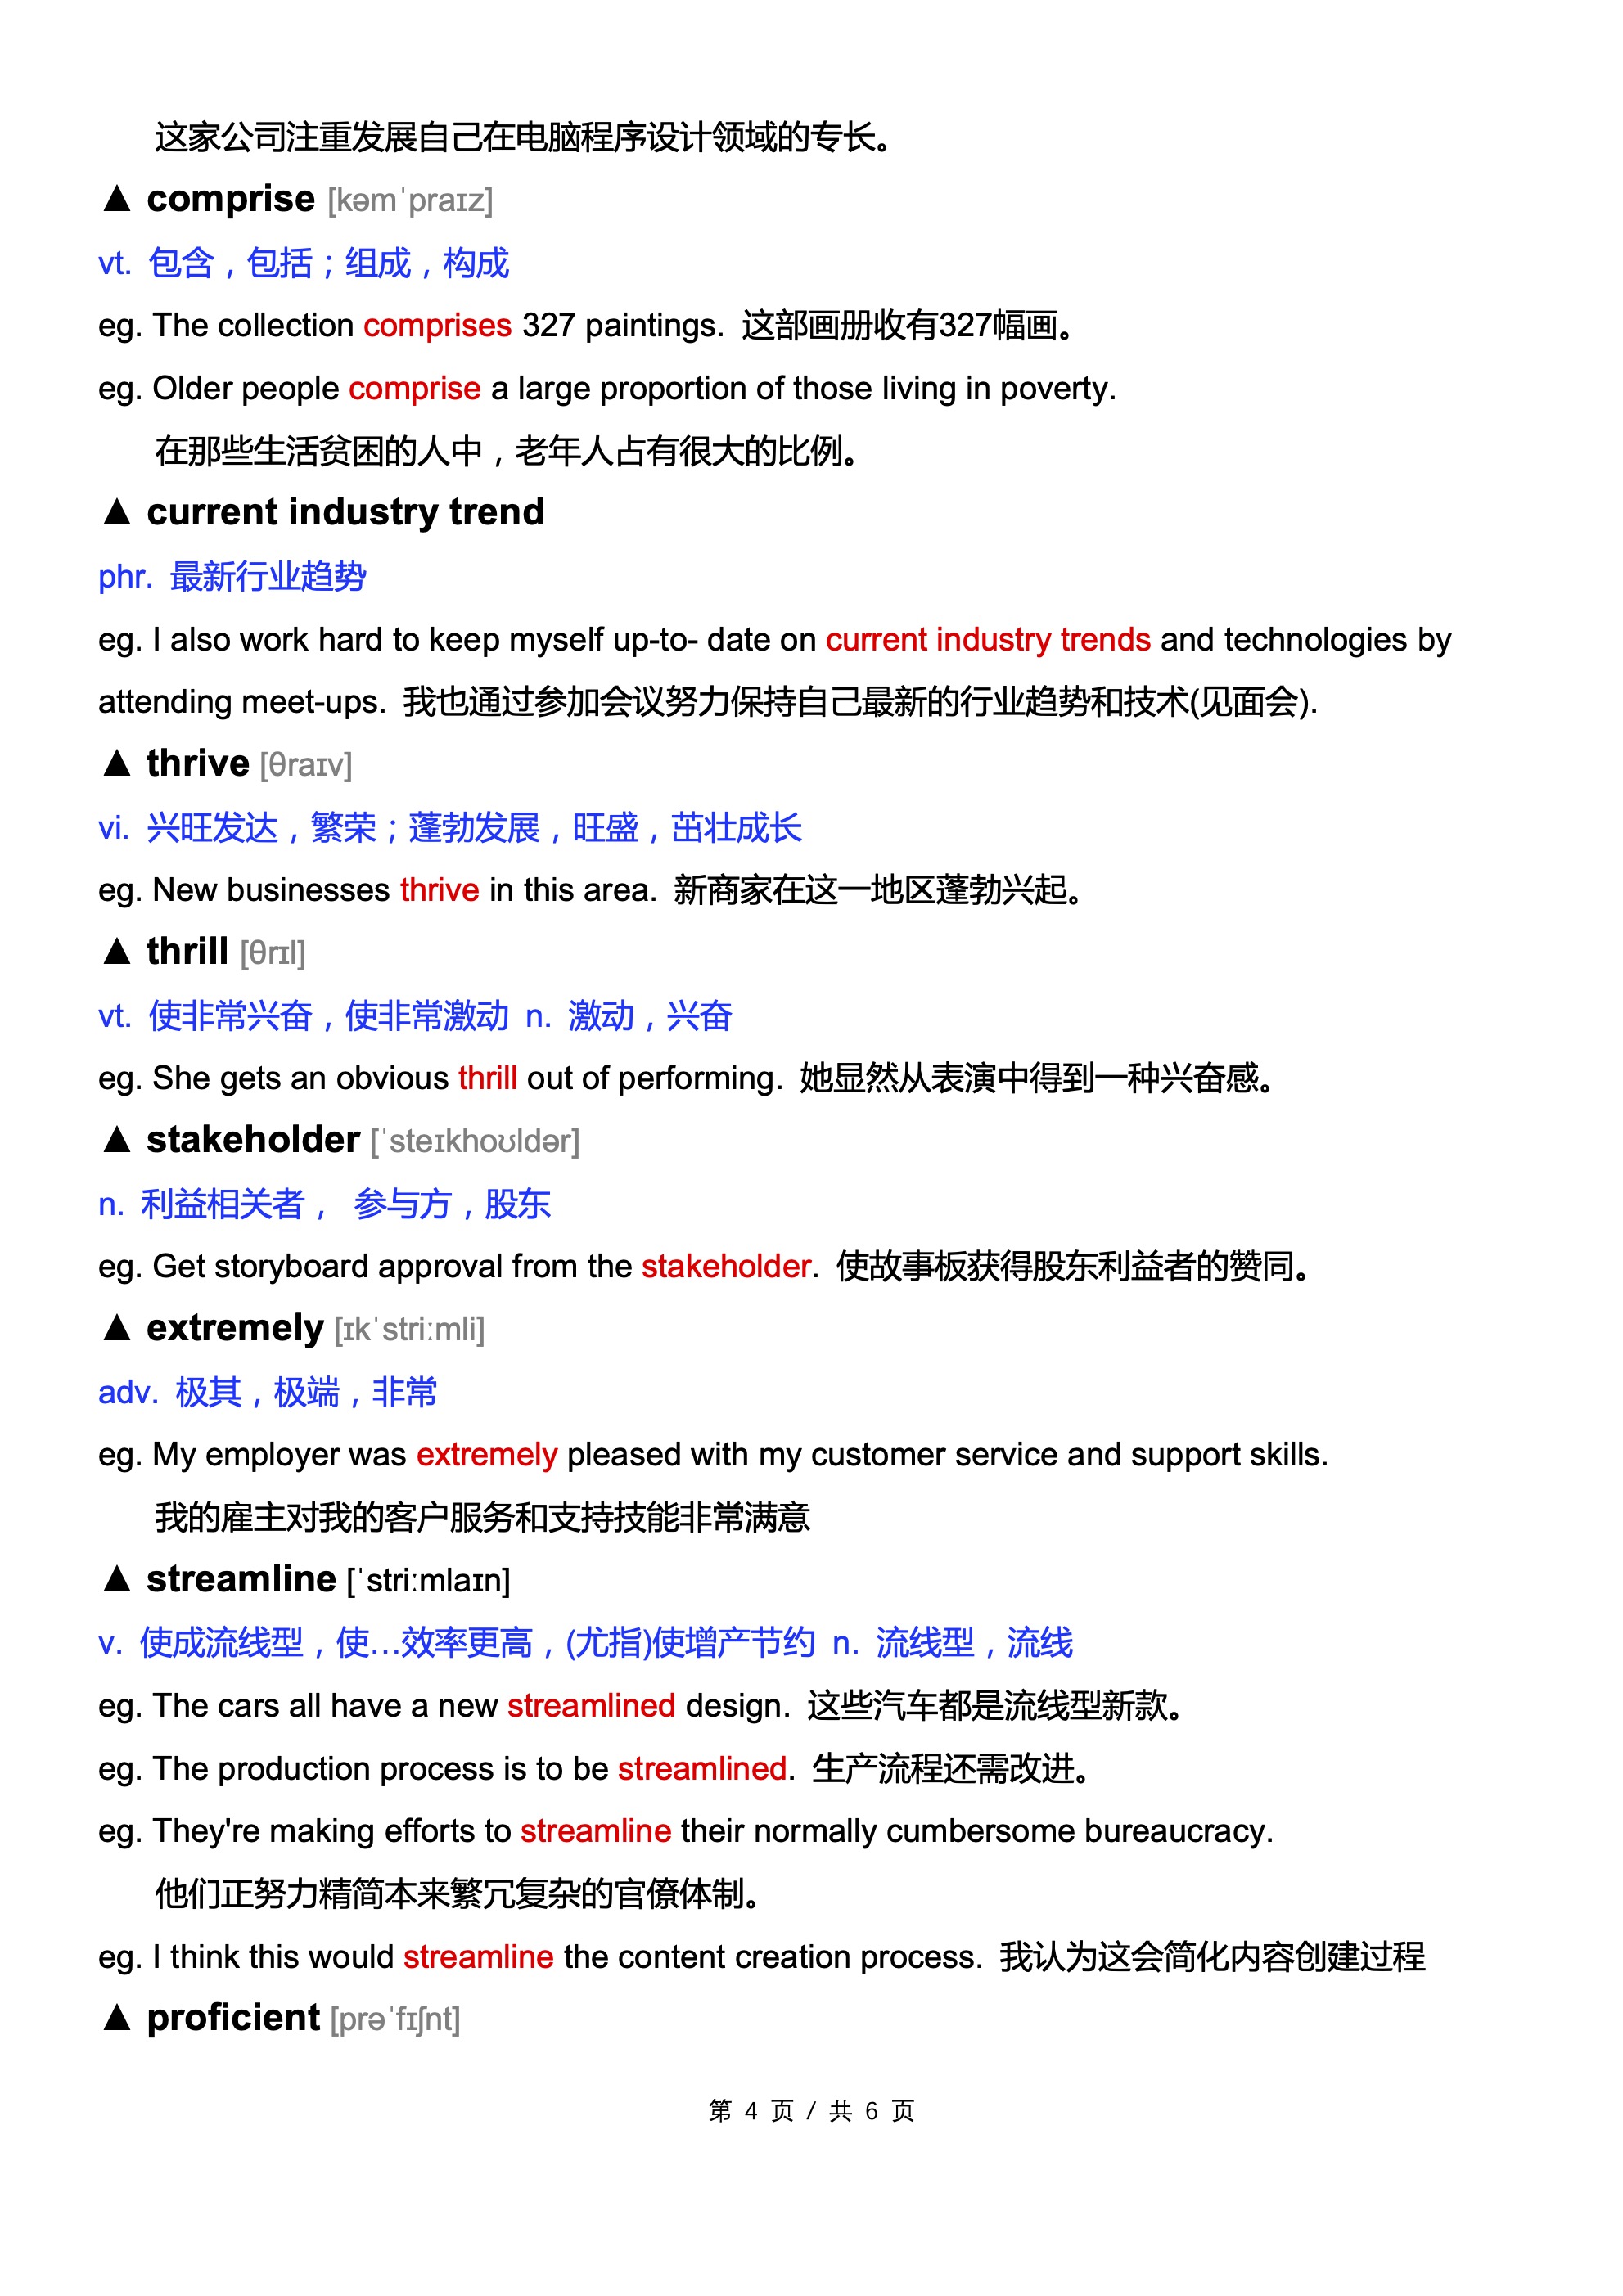 这家公司注重发展自己在电脑程序设计领域的专长。
▲ comprise [kəmˈpraɪz]
vt. 包含，包括；组成，构成
eg. The collection comprises 327 paintings. 这部画册收有327幅画。
eg. Older people comprise a large proportion of those living in poverty.
在那些生活贫困的人中，老年人占有很大的比例。
▲ current industry trend
phr. 最新行业趋势
eg. I also work hard to keep myself up-to- date on current industry trends and technologies by
attending meet-ups. 我也通过参加会议努力保持自己最新的行业趋势和技术(见面会).
▲ thrive [θraɪv]
vi. 兴旺发达，繁荣；蓬勃发展，旺盛，茁壮成长
eg. New businesses thrive in this area. 新商家在这一地区蓬勃兴起。
▲ thrill [θrɪl]
vt. 使非常兴奋，使非常激动 n. 激动，兴奋
eg. She gets an obvious thrill out of performing. 她显然从表演中得到一种兴奋感。
▲ stakeholder [ˈsteɪkhoʊldər]
n. 利益相关者， 参与方，股东
eg. Get storyboard approval from the stakeholder. 使故事板获得股东利益者的赞同。
▲ extremely [ɪkˈstriːmli]
adv. 极其，极端，非常
eg. My employer was extremely pleased with my customer service and support skills.
我的雇主对我的客户服务和支持技能非常满意
▲ streamline [ˈstriːmlaɪn]
v. 使成流线型，使…效率更高，(尤指)使增产节约 n. 流线型，流线
eg. The cars all have a new streamlined design. 这些汽车都是流线型新款。
eg. The production process is to be streamlined. 生产流程还需改进。
eg. They're making efforts to streamline their normally cumbersome bureaucracy.
他们正努力精简本来繁冗复杂的官僚体制。
eg. I think this would streamline the content creation process. 我认为这会简化内容创建过程
▲ proficient [prəˈfɪʃnt]
第 4 页 / 共 6 页